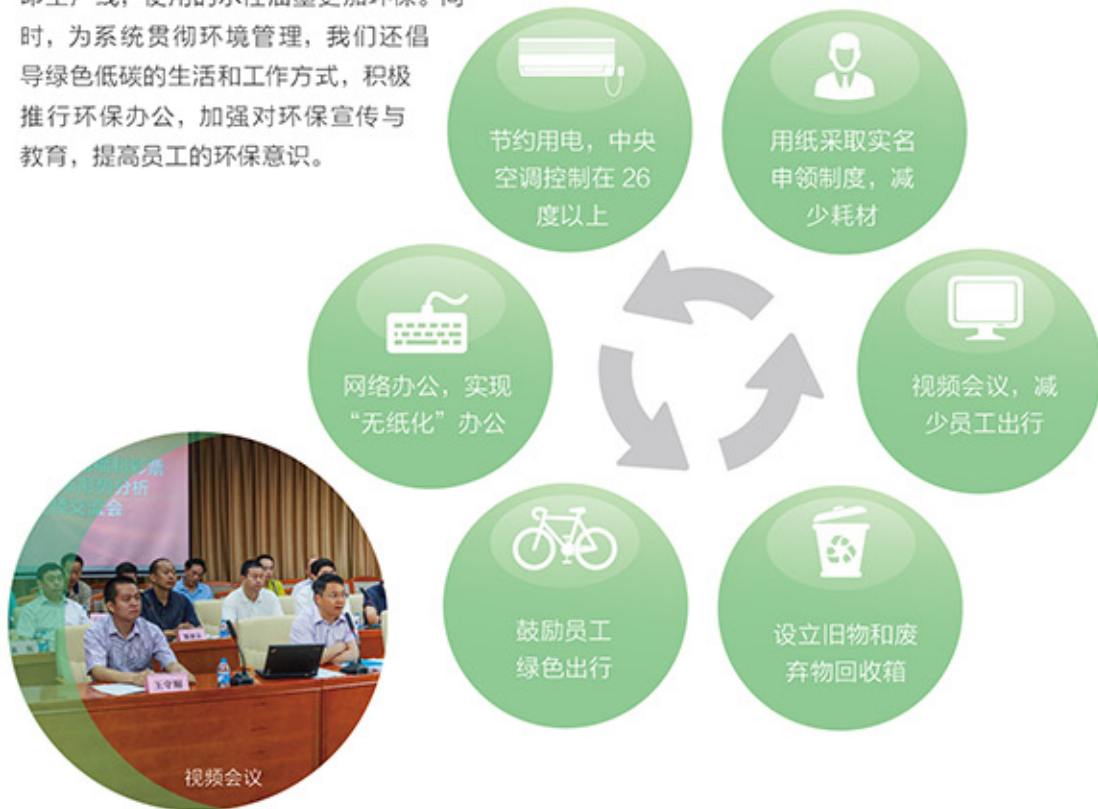 时，为系统贯彻环境管理，我们还倡
导绿色低碳的生活和工作方式，积极
推行环保办公，加强对环保宣传与
教育，提高员工的环保意识。
节约用电，中央
空调控制在 26
度以上
用纸采取实名
申领制度，减
少耗材
网络办公，实现
“无纸化”办公
视频会议，减
少员工出行
鼓励员工
绿色出行
设立旧物和废
弃物回收箱
分析
交流会
视频会议